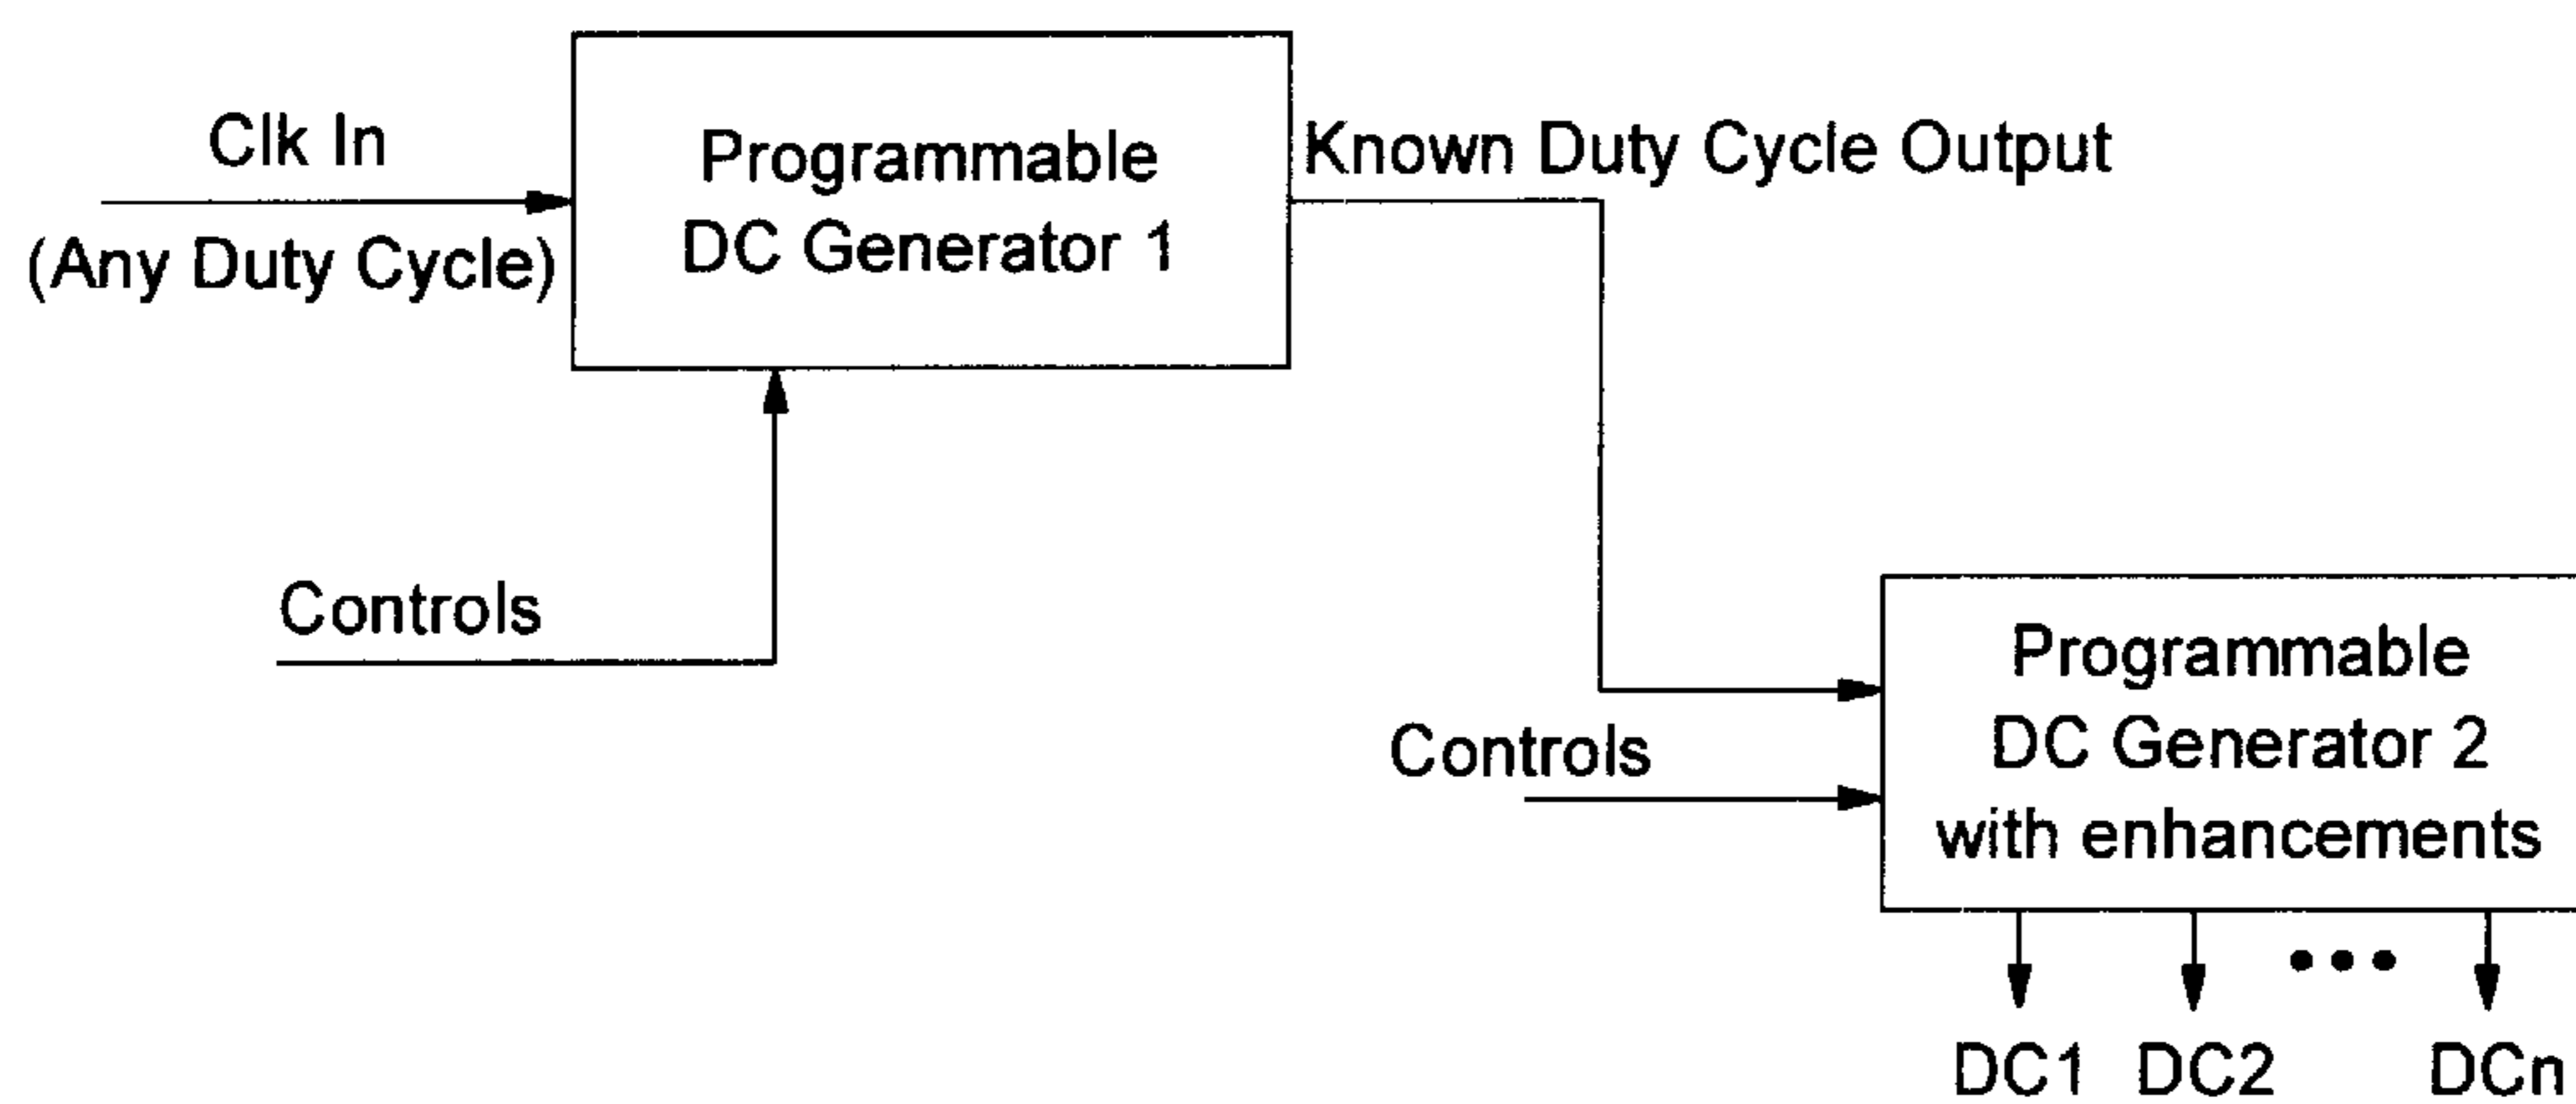 Clk In
(Any Duty Cycle)
Programmable
DC Generator 1
Known Duty Cycle Output
Controls
Controls
Programmable
DC Generator 2
with enhancements
DC1 DC2 ••• DCn